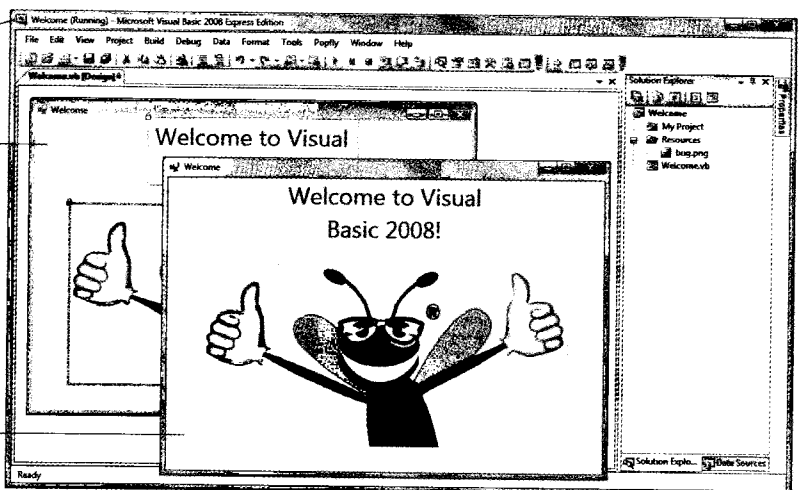 Welcome (Running) - Microsoft Visual Basic 2008 Express Edition
File Edit View Project Build Debug Data Format Tools Popfly Window Help
Welcome.vb [Design]*
Solution Explorer
Properties
Welcome
My Project
Resources
bug.png
Welcome.vb
Welcome
Welcome to Visual
Welcome
Welcome to Visual
Basic 2008!
Solution Explo... Data Sources
Ready